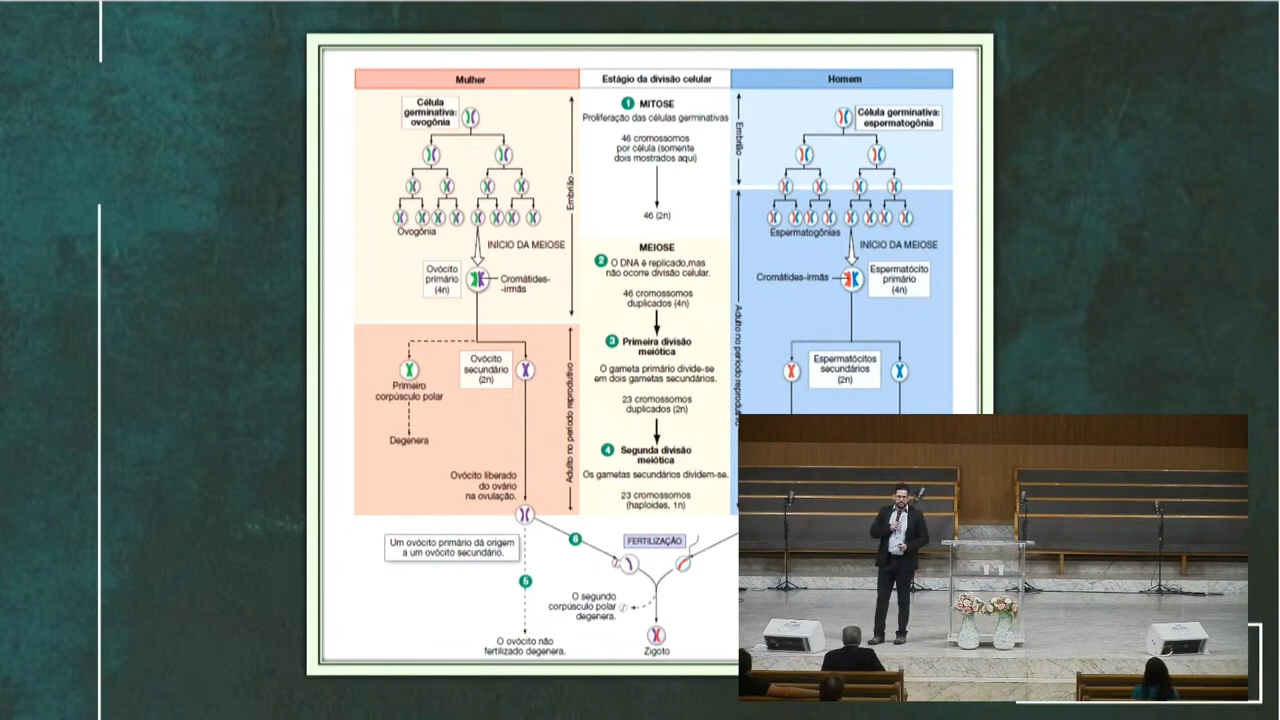 Mulher
Estágio da divisão celular
Homem
Célula
germinativa:
ovogônia
Ovogônia
INÍCIO DA MEIOSE
Ovócito
primário
(4n)
Cromátides-
-irmãs
Embrião
Ovócito
secundário
(2n)
Primeiro
corpúsculo polar
Degenera
Adulto no período reprodutivo
Ovócito liberado
do ovário
na ovulação.
1 MITOSE
Proliferação das células germinativas
46 cromossomos
por célula (somente
dois mostrados aqui)
46 (2n)
MEIOSE
2 O DNA é replicado,mas
não ocorre divisão celular.
46 cromossomos
duplicados (4n)
3 Primeira divisão
meiótica
O gameta primário divide-se
em dois gametas secundários.
23 cromossomos
duplicados (2n)
4 Segunda divisão
meiótica
Os gametas secundários dividem-se.
23 cromossomos
(haploides, 1n)
Embrião
Célula germinativa:
espermatogônia
Espermatogônias
INÍCIO DA MEIOSE
Cromátides-irmãs
Espermatócito
primário
(4n)
Adulto no período reprodutivo
Espermatócitos
secundários
(2n)
Um ovócito primário dá origem
a um ovócito secundário.
6
FERTILIZAÇÃO
5
O segundo
corpúsculo polar
degenera.
O ovócito não
fertilizado degenera.
Zigoto